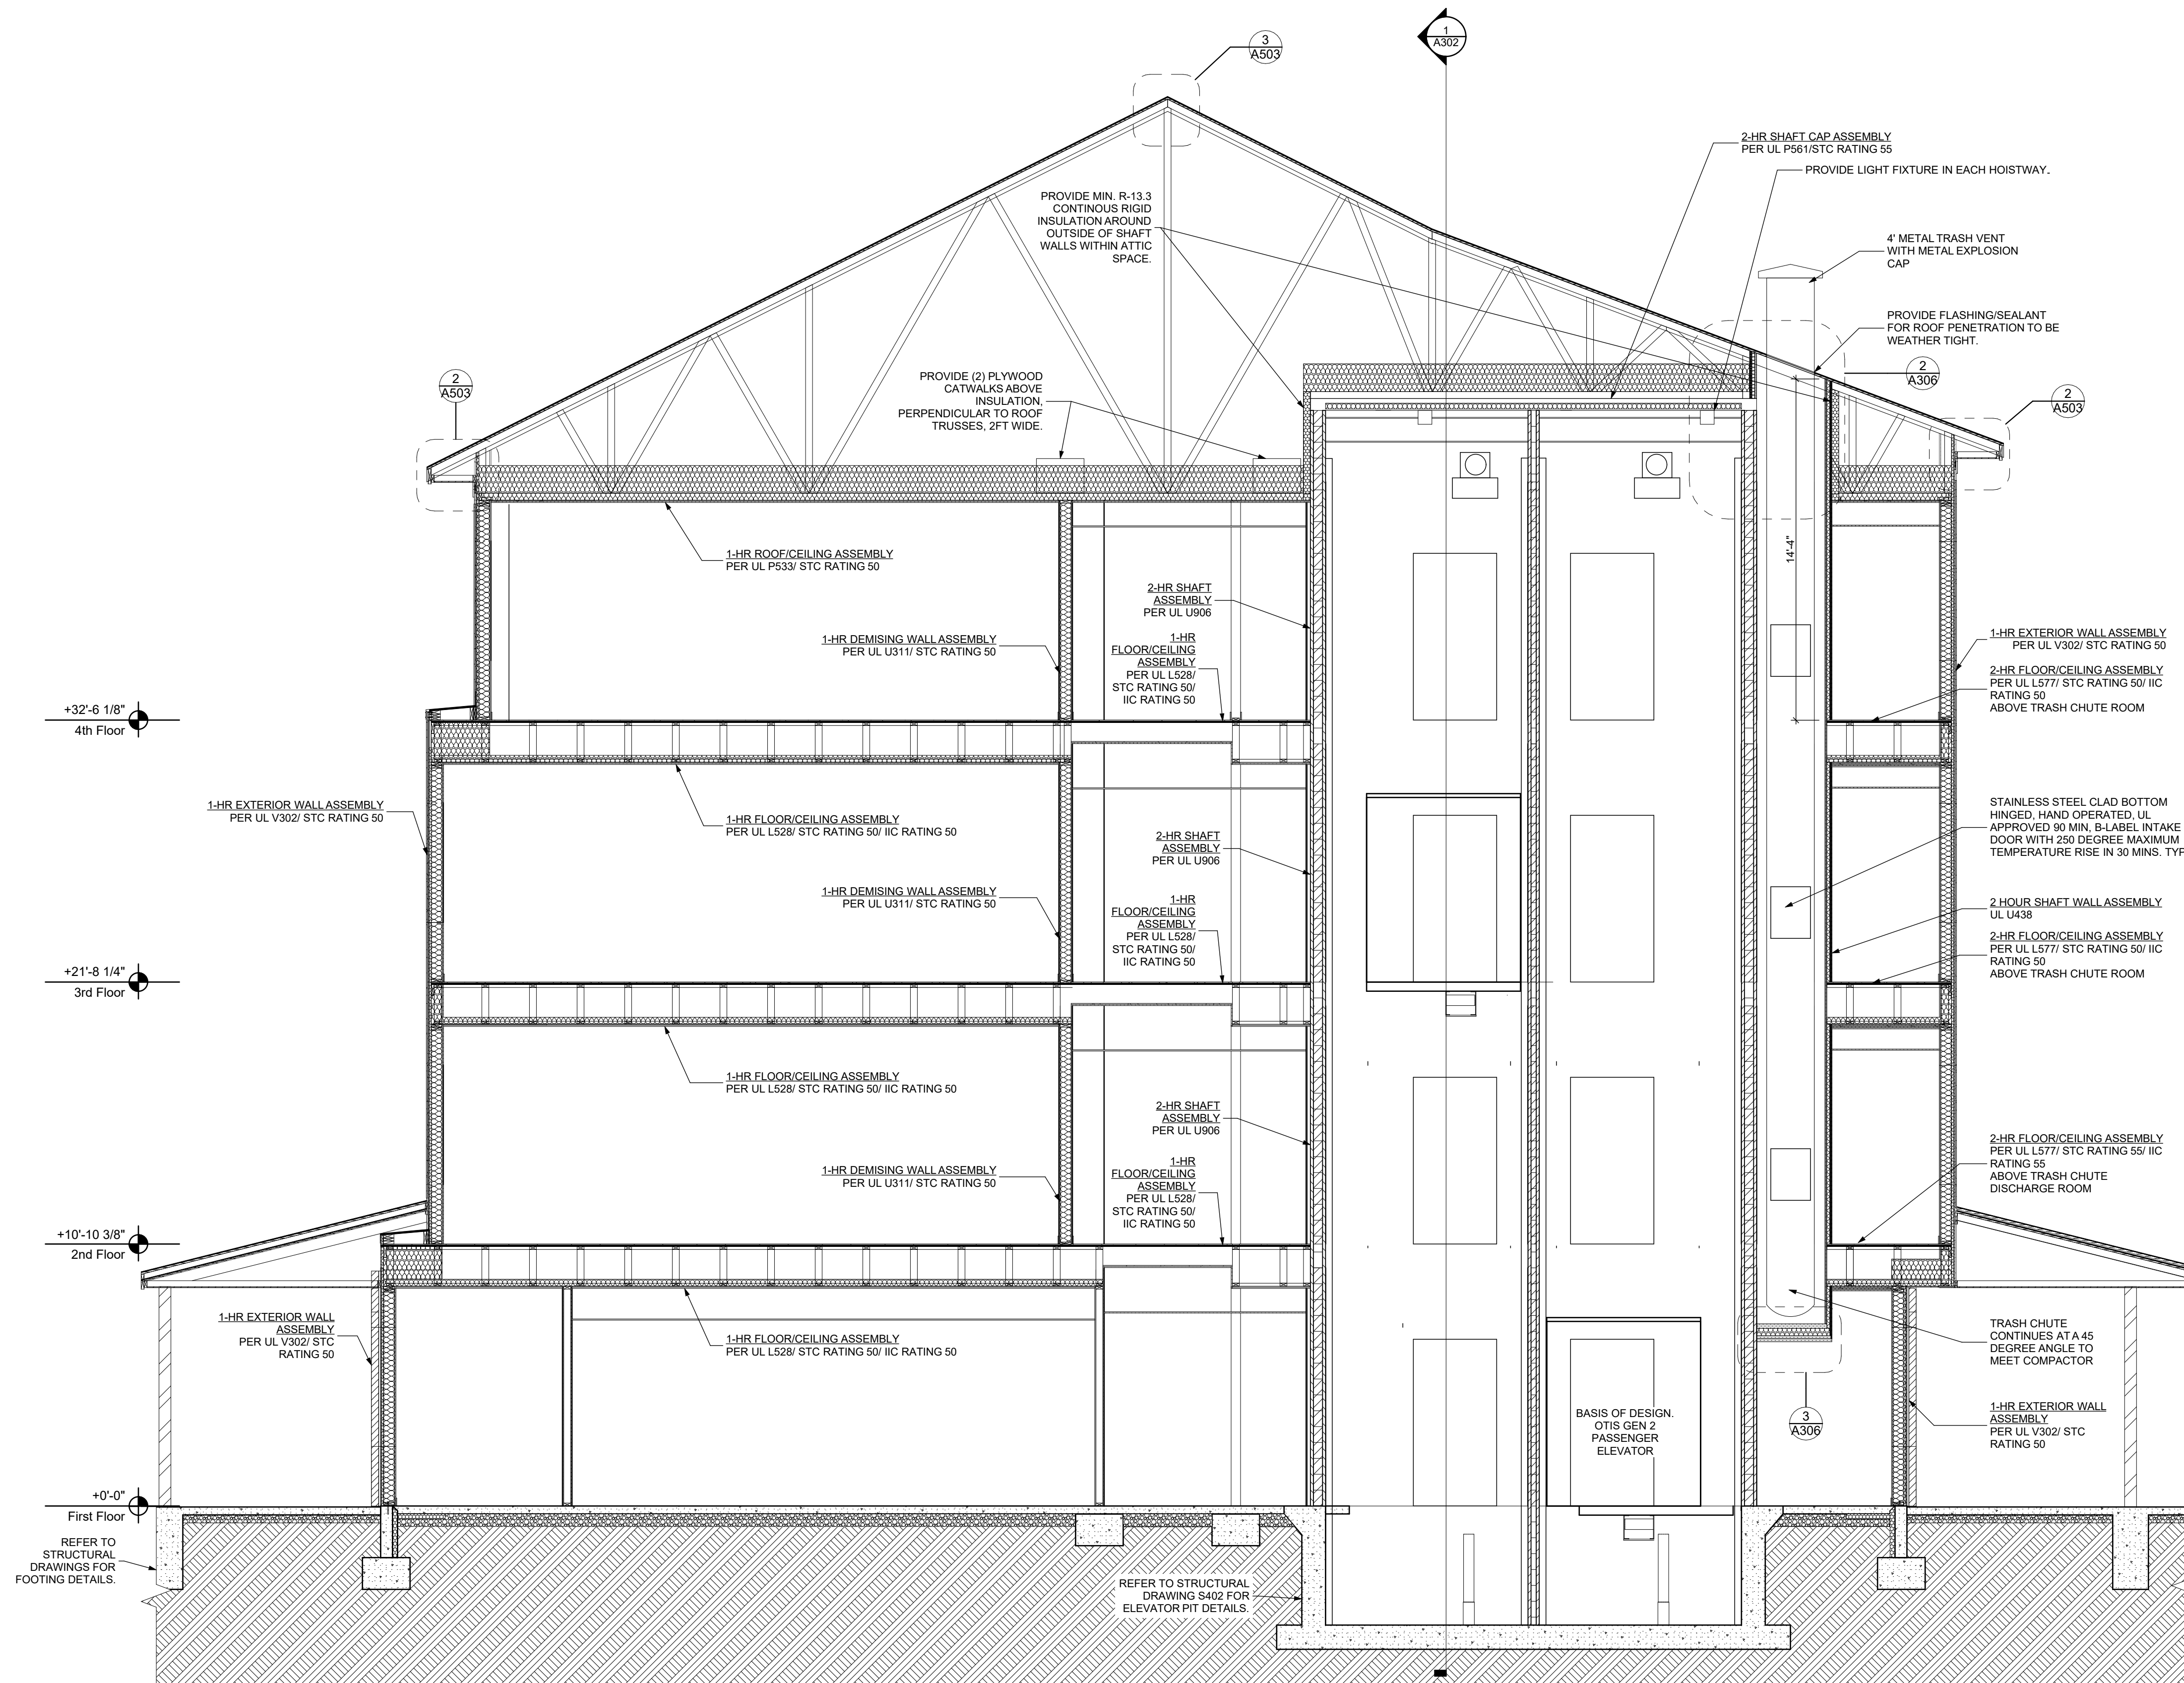 1
A302
3
A503
2-HR SHAFT CAP ASSEMBLY
PER UL P561/STC RATING 55
PROVIDE LIGHT FIXTURE IN EACH HOISTWAY.
PROVIDE MIN. R-13.3
CONTINOUS RIGID
INSULATION AROUND
OUTSIDE OF SHAFT
WALLS WITHIN ATTIC
SPACE.
4' METAL TRASH VENT
WITH METAL EXPLOSION
CAP
PROVIDE FLASHING/SEALANT
FOR ROOF PENETRATION TO BE
WEATHER TIGHT.
2
A306
2
A503
2
A503
PROVIDE (2) PLYWOOD
CATWALKS ABOVE
INSULATION,
PERPENDICULAR TO ROOF
TRUSSES, 2FT WIDE.
14'-4"
1-HR ROOF/CEILING ASSEMBLY
PER UL P533/ STC RATING 50
2-HR SHAFT
ASSEMBLY
PER UL U906
1-HR DEMISING WALL ASSEMBLY
PER UL U311/ STC RATING 50
1-HR
FLOOR/CEILING
ASSEMBLY
PER UL L528/
STC RATING 50/
IIC RATING 50
1-HR EXTERIOR WALL ASSEMBLY
PER UL V302/ STC RATING 50
2-HR FLOOR/CEILING ASSEMBLY
PER UL L577/ STC RATING 50/ IIC
RATING 50
ABOVE TRASH CHUTE ROOM
+32'-6 1/8"
4th Floor
1-HR EXTERIOR WALL ASSEMBLY
PER UL V302/ STC RATING 50
1-HR FLOOR/CEILING ASSEMBLY
PER UL L528/ STC RATING 50/ IIC RATING 50
2-HR SHAFT
ASSEMBLY
PER UL U906
STAINLESS STEEL CLAD BOTTOM
HINGED, HAND OPERATED, UL
APPROVED 90 MIN, B-LABEL INTAKE
DOOR WITH 250 DEGREE MAXIMUM
TEMPERATURE RISE IN 30 MINS. TYP
1-HR DEMISING WALL ASSEMBLY
PER UL U311/ STC RATING 50
1-HR
FLOOR/CEILING
ASSEMBLY
PER UL L528/
STC RATING 50/
IIC RATING 50
2 HOUR SHAFT WALL ASSEMBLY
UL U438
2-HR FLOOR/CEILING ASSEMBLY
PER UL L577/ STC RATING 50/ IIC
RATING 50
ABOVE TRASH CHUTE ROOM
+21'-8 1/4"
3rd Floor
1-HR FLOOR/CEILING ASSEMBLY
PER UL L528/ STC RATING 50/ IIC RATING 50
2-HR SHAFT
ASSEMBLY
PER UL U906
1-HR DEMISING WALL ASSEMBLY
PER UL U311/ STC RATING 50
1-HR
FLOOR/CEILING
ASSEMBLY
PER UL L528/
STC RATING 50/
IIC RATING 50
2-HR FLOOR/CEILING ASSEMBLY
PER UL L577/ STC RATING 55/ IIC
RATING 55
ABOVE TRASH CHUTE
DISCHARGE ROOM
+10'-10 3/8"
2nd Floor
1-HR EXTERIOR WALL
ASSEMBLY
PER UL V302/ STC
RATING 50
1-HR FLOOR/CEILING ASSEMBLY
PER UL L528/ STC RATING 50/ IIC RATING 50
TRASH CHUTE
CONTINUES AT A 45
DEGREE ANGLE TO
MEET COMPACTOR
BASIS OF DESIGN.
OTIS GEN 2
PASSENGER
ELEVATOR
3
A306
1-HR EXTERIOR WALL
ASSEMBLY
PER UL V302/ STC
RATING 50
+0'-0"
First Floor
REFER TO
STRUCTURAL
DRAWINGS FOR
FOOTING DETAILS.
REFER TO STRUCTURAL
DRAWING S402 FOR
ELEVATOR PIT DETAILS.